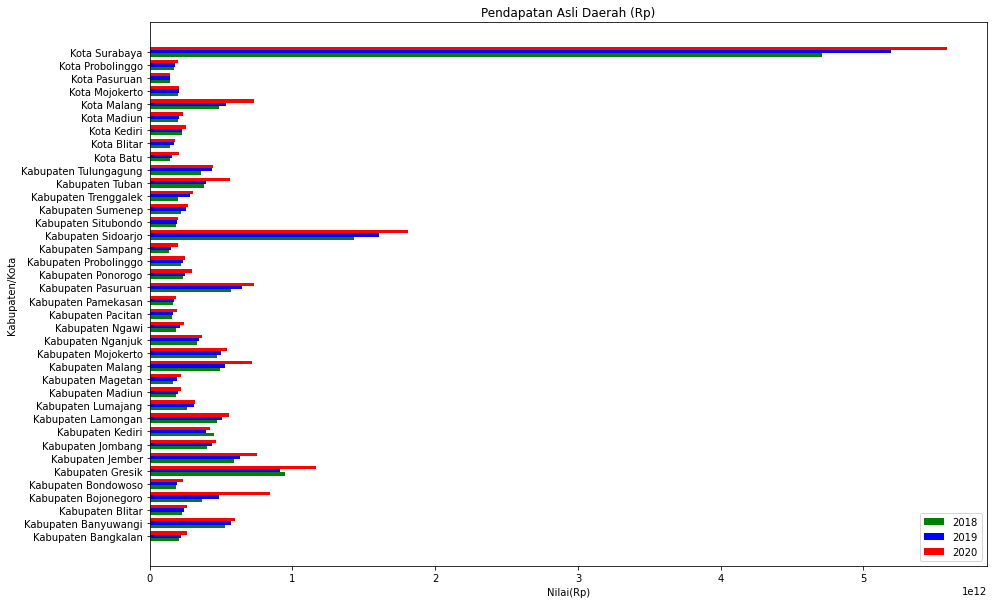 Pendapatan Asli Daerah (Rp)
Kabupaten/Kota
Kota Surabaya
Kota Probolinggo
Kota Pasuruan
Kota Mojokerto
Kota Malang
Kota Madiun
Kota Kediri
Kota Blitar
Kota Batu
Kabupaten Tulungagung
Kabupaten Tuban
Kabupaten Trenggalek
Kabupaten Sumenep
Kabupaten Situbondo
Kabupaten Sidoarjo
Kabupaten Sampang
Kabupaten Probolinggo
Kabupaten Ponorogo
Kabupaten Pasuruan
Kabupaten Pamekasan
Kabupaten Pacitan
Kabupaten Ngawi
Kabupaten Nganjuk
Kabupaten Mojokerto
Kabupaten Malang
Kabupaten Magetan
Kabupaten Madiun
Kabupaten Lumajang
Kabupaten Lamongan
Kabupaten Kediri
Kabupaten Jombang
Kabupaten Jember
Kabupaten Gresik
Kabupaten Bondowoso
Kabupaten Bojonegoro
Kabupaten Blitar
Kabupaten Banyuwangi
Kabupaten Bangkalan
2018
2019
2020
0 1 2 3 4 5
1e12
Nilai(Rp)